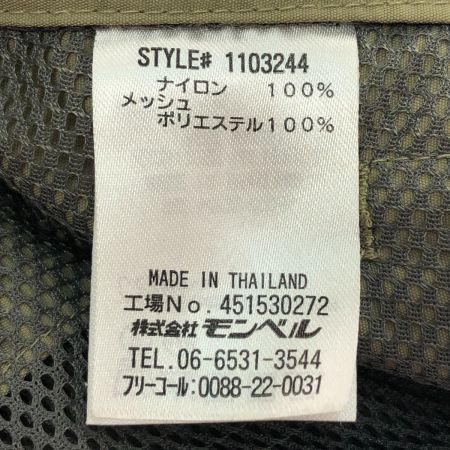 STYLE# 1103244
ナイロン 100%
メッシュ
ポリエステル100%
MADE IN THAILAND
工場No. 451530272
株式会社 モンベル
TEL. 06-6531-3544
フリーコール:0088-22-0031